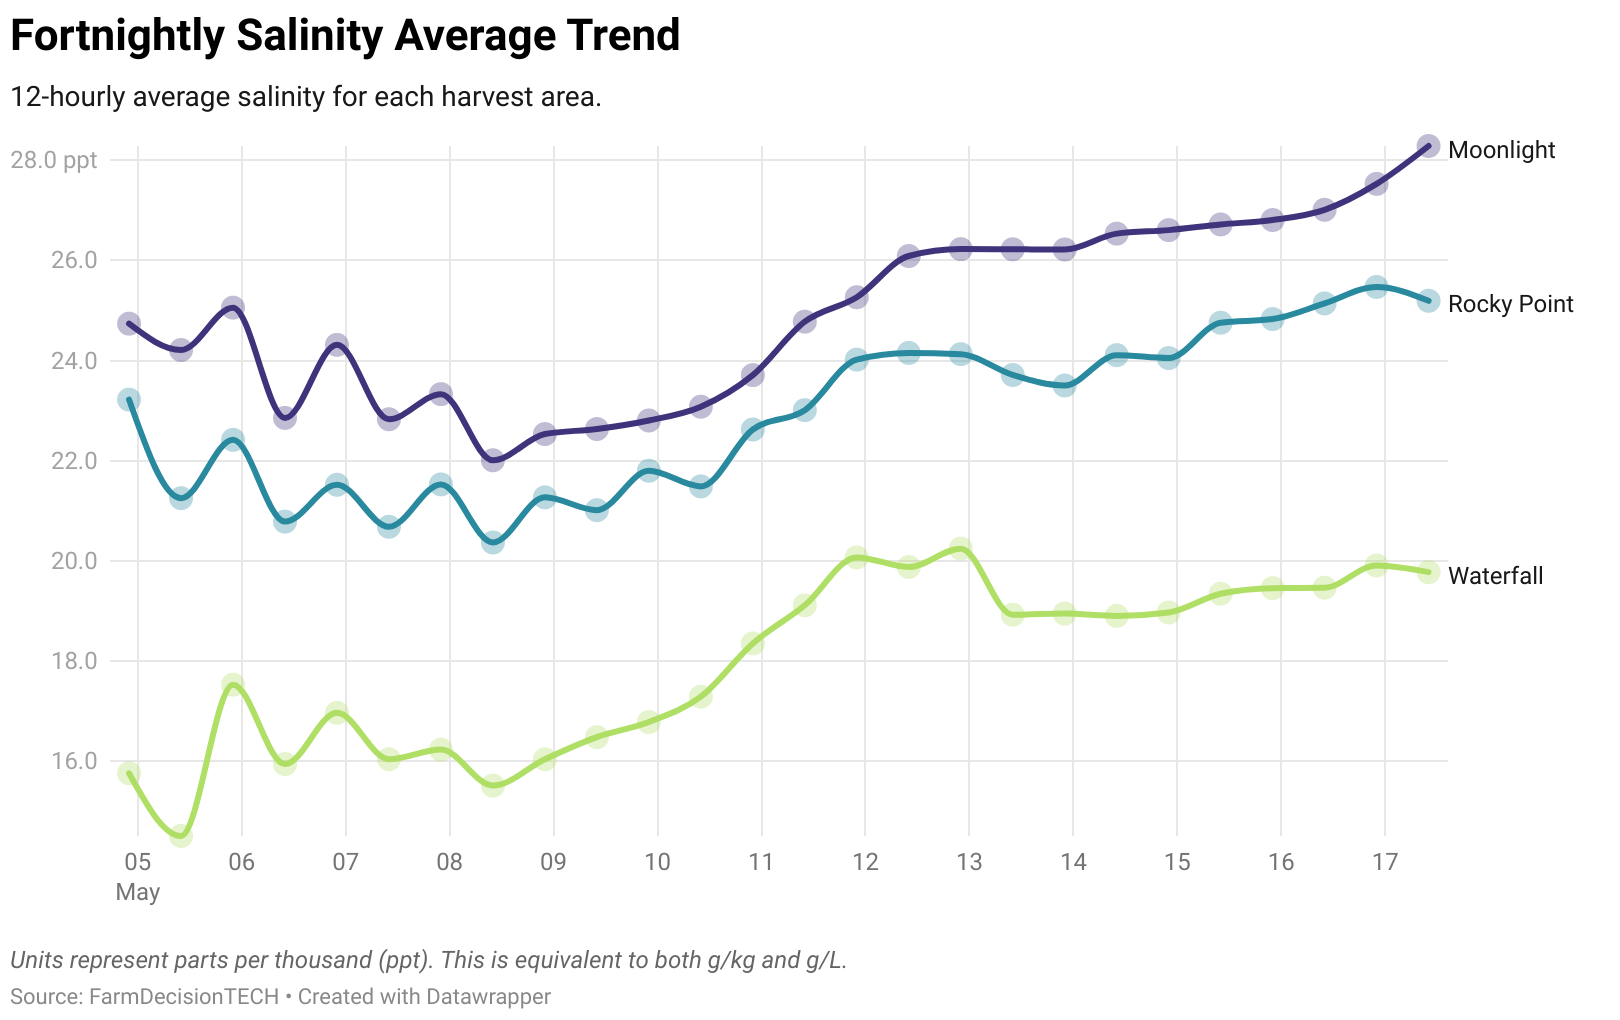 Fortnightly Salinity Average Trend
12-hourly average salinity for each harvest area.
28.0 ppt
26.0
24.0
22.0
20.0
18.0
16.0
Moonlight
Rocky Point
Waterfall
05 06 07 08 09 10 11 12 13 14 15 16 17
May
Units represent parts per thousand (ppt). This is equivalent to both g/kg and g/L.
Source: FarmDecisionTECH • Created with Datawrapper